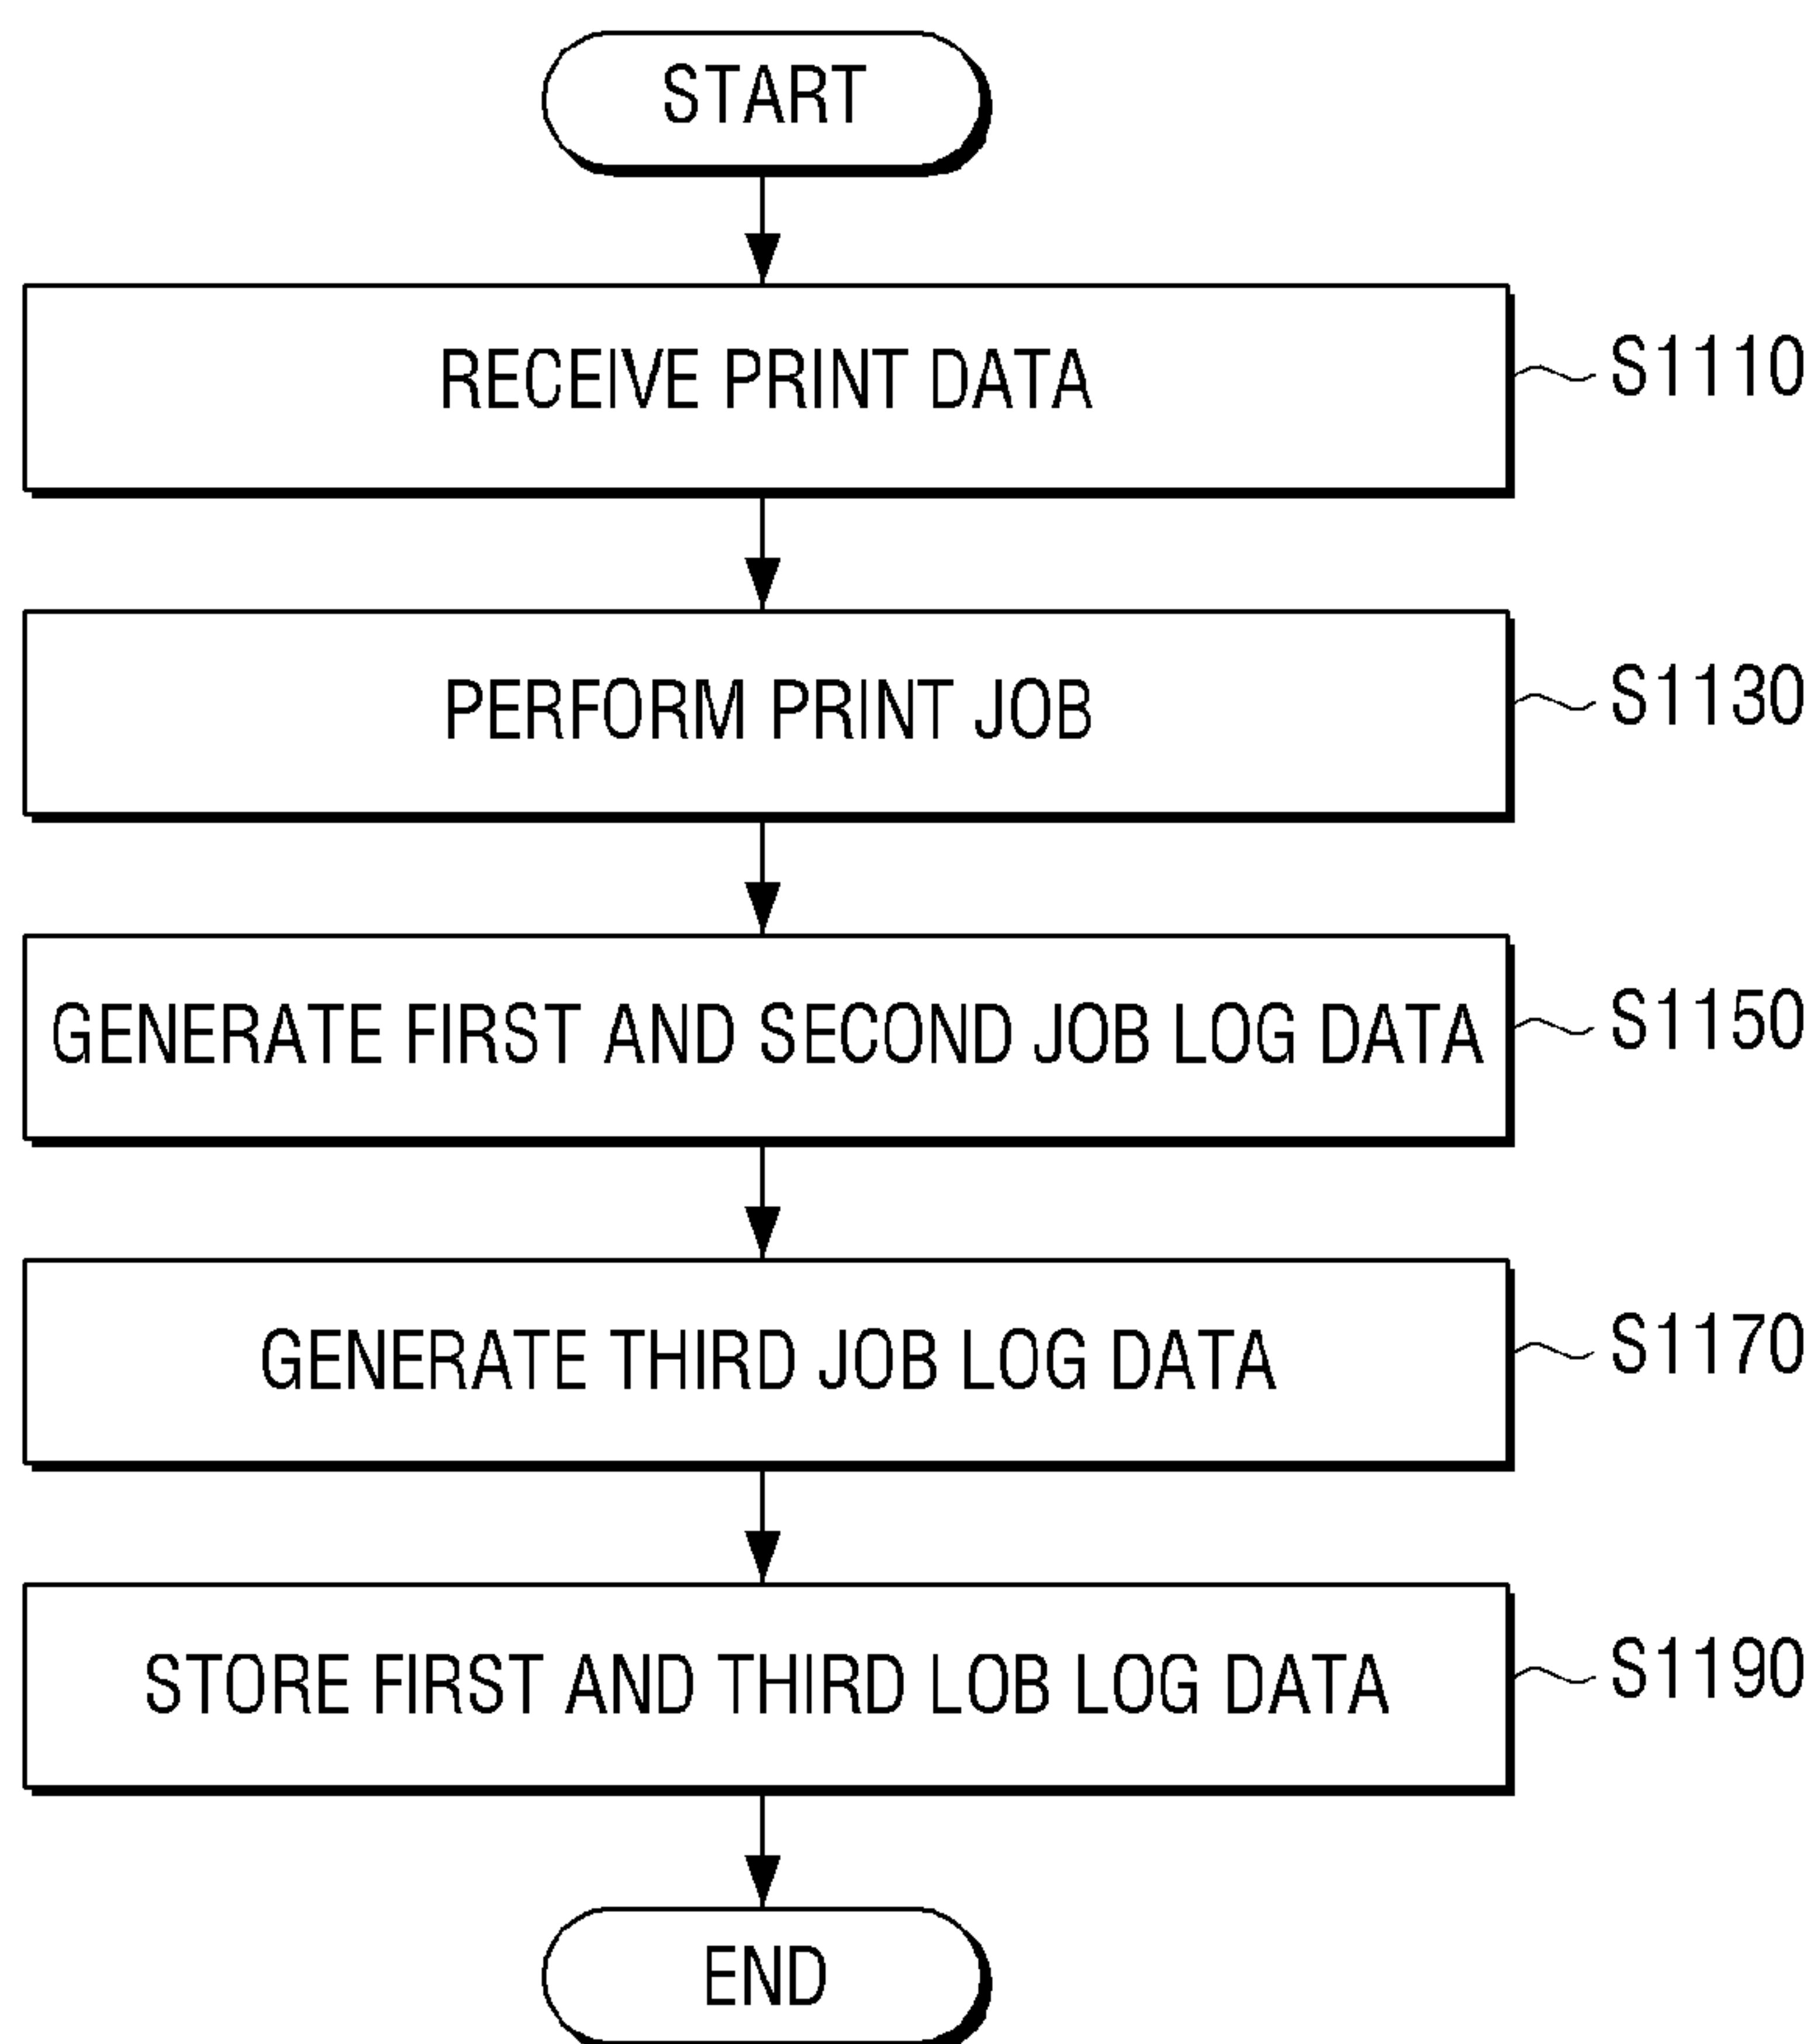 START
RECEIVE PRINT DATA
S1110
PERFORM PRINT JOB
S1130
GENERATE FIRST AND SECOND JOB LOG DATA
S1150
GENERATE THIRD JOB LOG DATA
S1170
STORE FIRST AND THIRD LOB LOG DATA
S1190
END